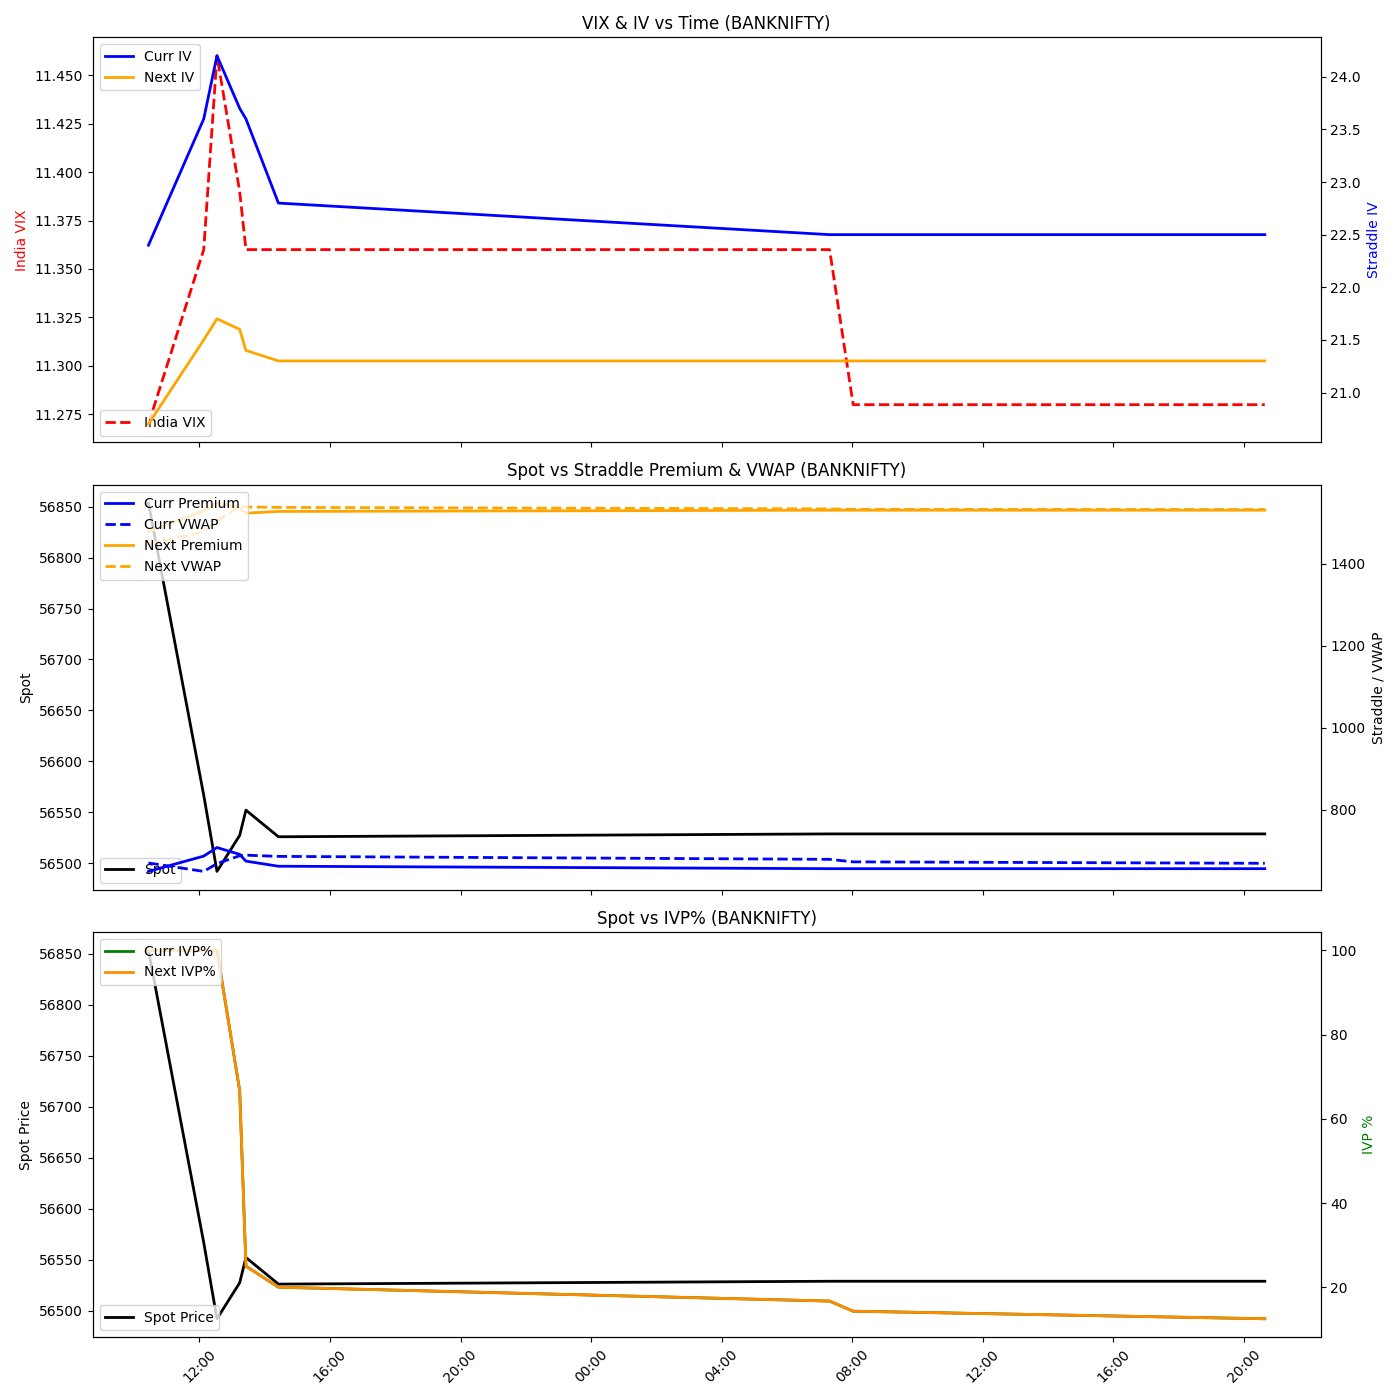 VIX & IV vs Time (BANKNIFTY)
Curr IV
Next IV
India VIX
11.450
11.425
11.400
11.375
11.350
11.325
11.300
11.275
India VIX
24.0
23.5
23.0
22.5
22.0
21.5
21.0
Straddle IV
Spot vs Straddle Premium & VWAP (BANKNIFTY)
Curr Premium
Curr VWAP
Next Premium
Next VWAP
Spot
56850
56800
56750
56700
56650
56600
56550
56500
Spot
1400
1200
1000
800
Straddle / VWAP
Spot vs IVP% (BANKNIFTY)
Curr IVP%
Next IVP%
Spot Price
56850
56800
56750
56700
56650
56600
56550
56500
Spot Price
100
80
60
40
20
IVP %
12:00
16:00
20:00
00:00
04:00
08:00
12:00
16:00
20:00